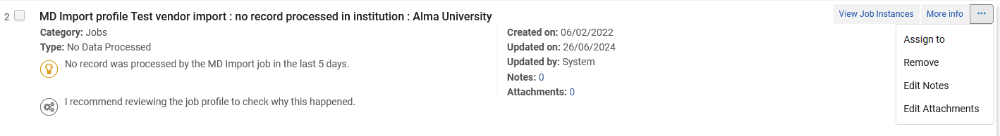 2 MD Import profile Test vendor import : no record processed in institution : Alma University
View Job Instances More info ...
Category: Jobs
Type: No Data Processed
No record was processed by the MD Import job in the last 5 days.
I recommend reviewing the job profile to check why this happened.
Created on: 06/02/2022
Updated on: 26/06/2024
Updated by: System
Notes: 0
Attachments: 0
Assign to
Remove
Edit Notes
Edit Attachments